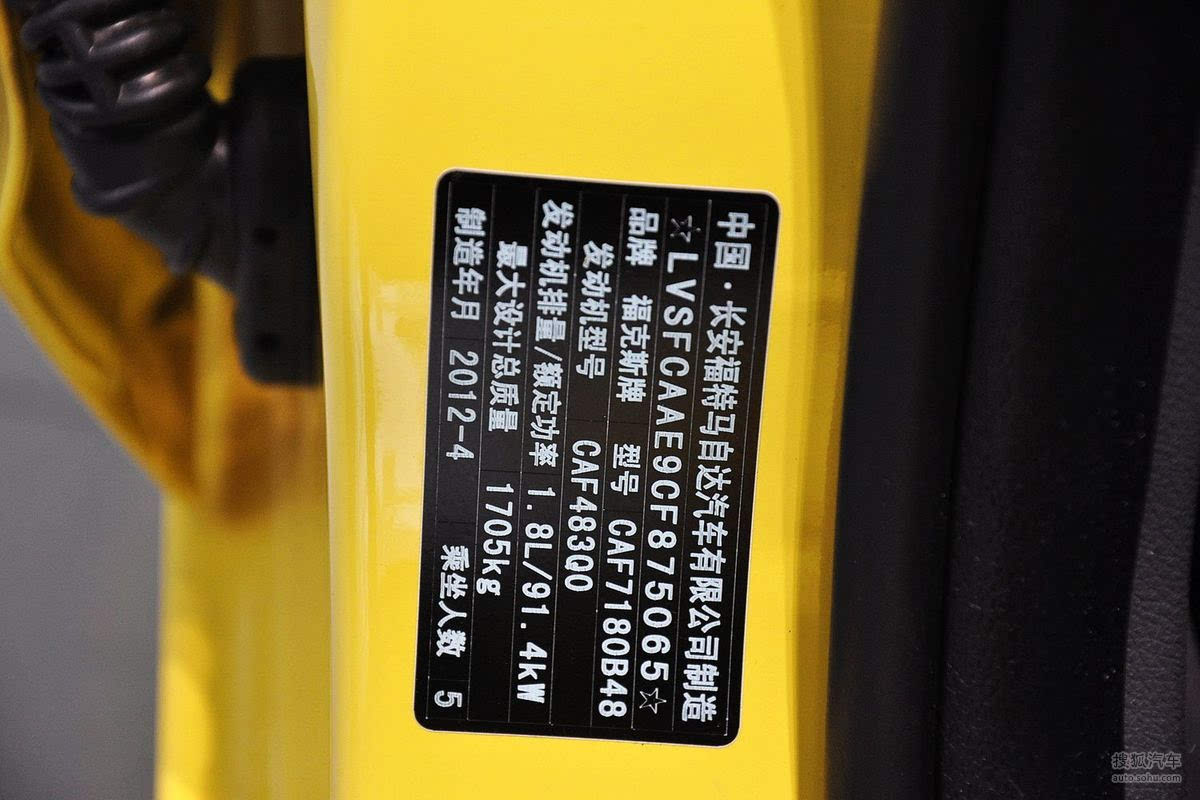 中国·长安福特马自达汽车有限公司制造
☆LVSFCAAE9CF875065☆
品牌 福克斯牌 型号 CAF7180B48
发动机型号 CAF483Q0
发动机排量/额定功率 1.8L/91.4kW
最大设计总质量 1705kg
制造年月 2012-4 乘坐人数 5
搜狐汽车
auto.sohu.com